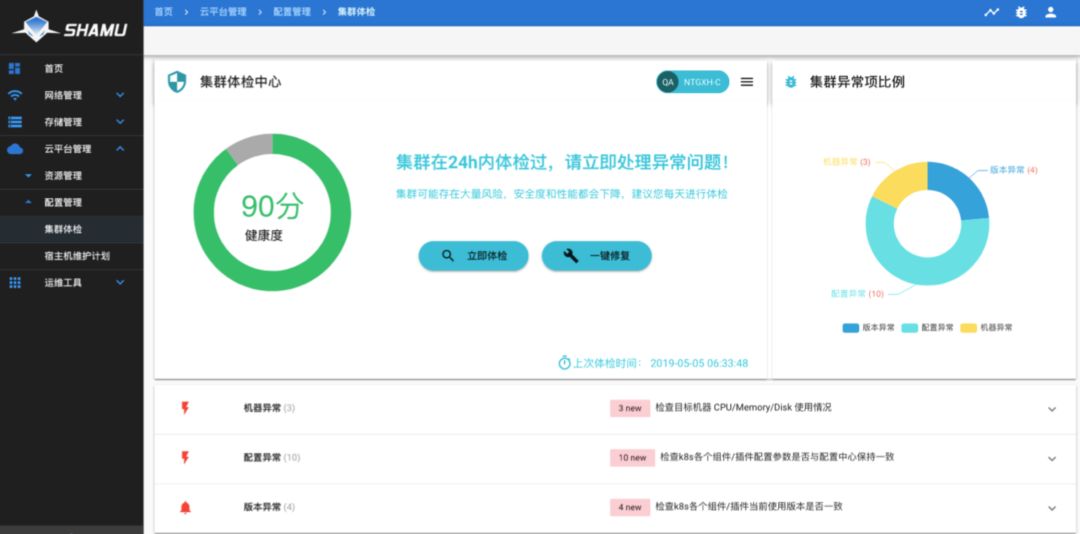 SHAMU
首页 > 云平台管理 > 配置管理 > 集群体检
首页
网络管理
存储管理
云平台管理
资源管理
配置管理
集群体检
宿主机维护计划
运维工具
集群体检中心
QA NTGXH-C
90分
健康度
集群在24h内体检过，请立即处理异常问题！
集群可能存在大量风险，安全度和性能都会下降，建议您每天进行体检
立即体检
一键修复
上次体检时间： 2019-05-05 06:33:48
集群异常项比例
机器异常 (3)
版本异常 (4)
配置异常 (10)
版本异常 配置异常 机器异常
机器异常 (3) 3 new 检查目标机器 CPU/Memory/Disk 使用情况
配置异常 (10) 10 new 检查k8s各个组件/插件配置参数是否与配置中心保持一致
版本异常 (4) 4 new 检查k8s各个组件/插件当前使用版本是否一致